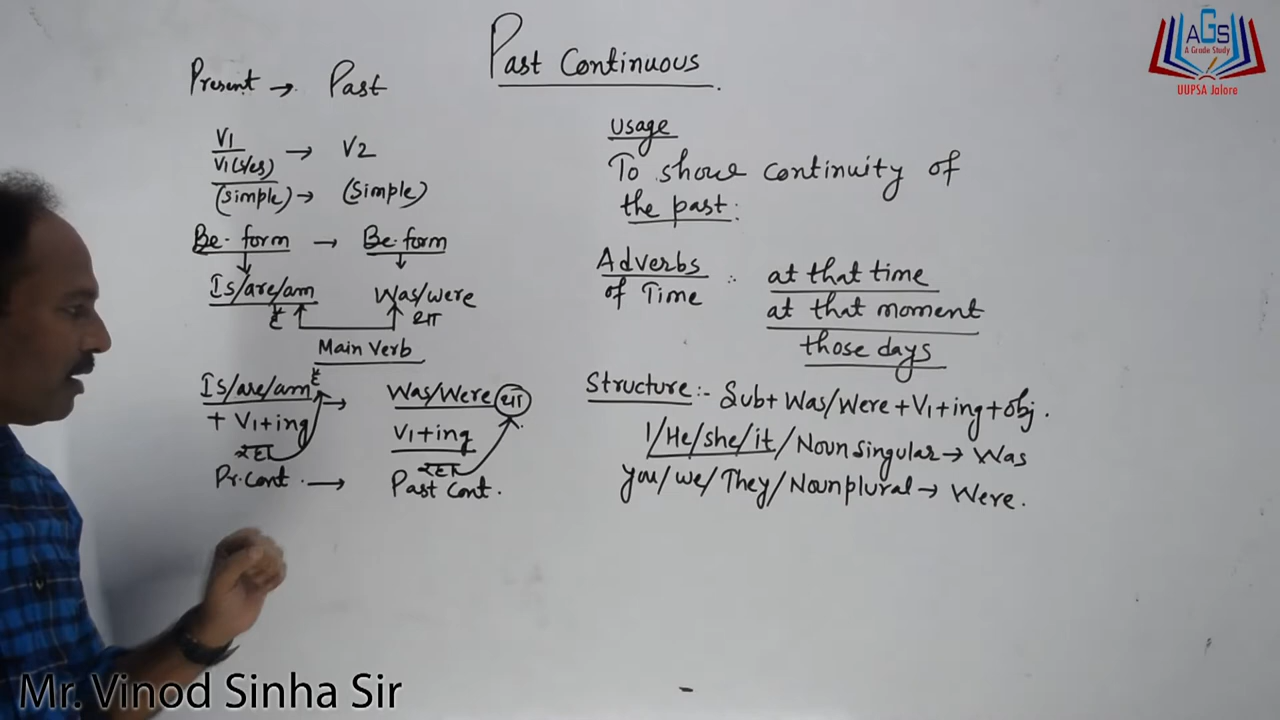 Past Continuous
Present → Past
V1 → V2
V1(s/es)
(simple) → (simple)
Be-form → Be-form
Is/are/am Was/were
है था
Main Verb
है
Is/are/am → Was/Were था
+ V1+ing V1+ing
रहा रहा
Pr.Cont. → Past Cont.
Usage
To show continuity of
the past:
Adverbs :- at that time
of Time at that moment
those days
Structure:- Sub+ Was/Were+V1+ing+obj.
I/He/she/it/Noun singular → Was
you/we/They/Noun plural → Were.
AGS
A Grade Study
UUPSA Jalore
Mr. Vinod Sinha Sir